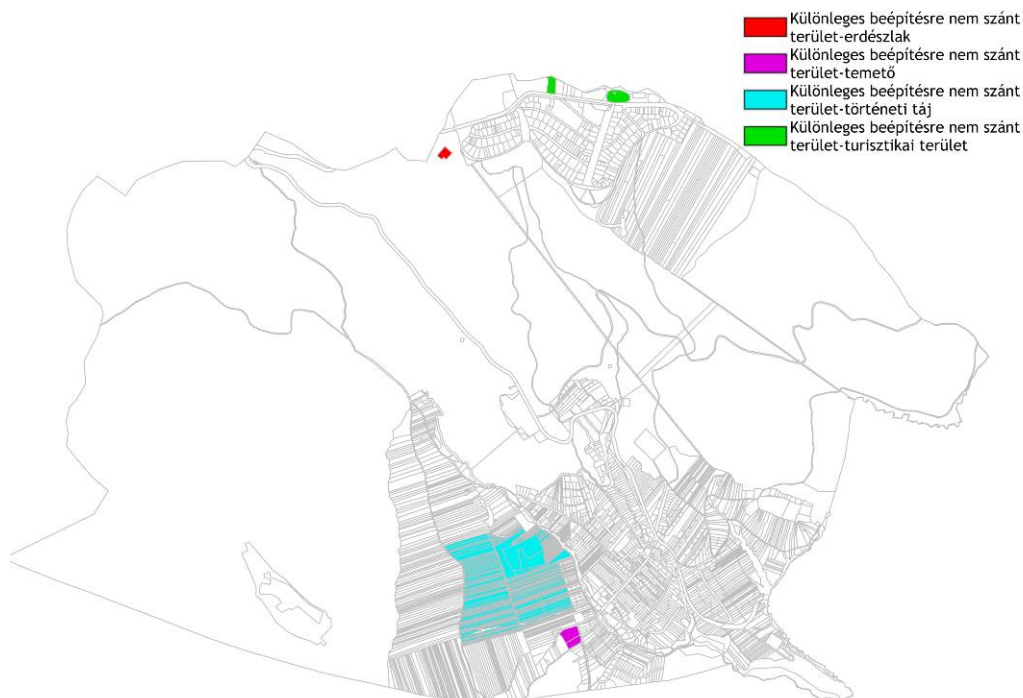 Különleges beépítésre nem szánt
terület-erdészlak
Különleges beépítésre nem szánt
terület-temető
Különleges beépítésre nem szánt
terület-történeti táj
Különleges beépítésre nem szánt
terület-turisztikai terület